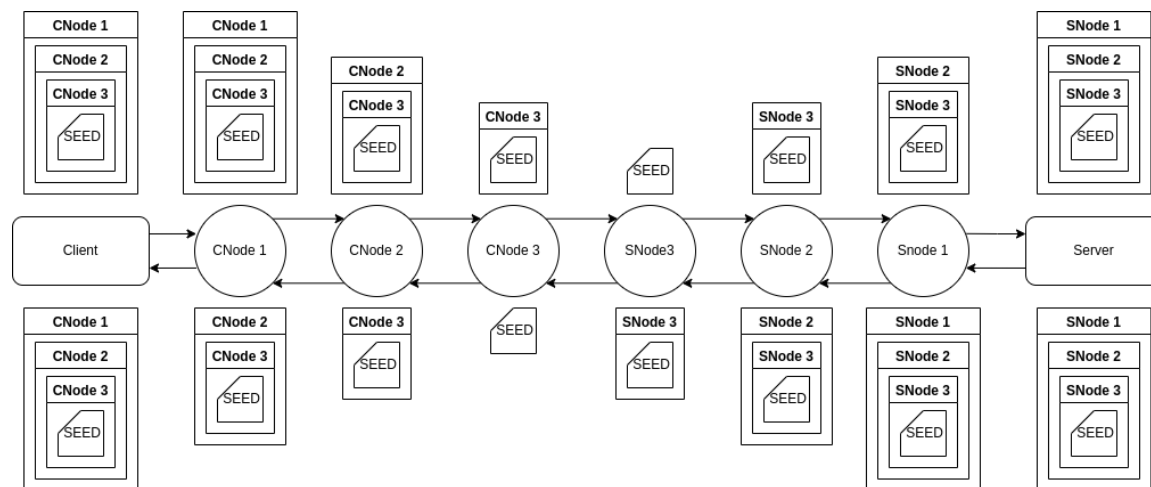 CNode 1
CNode 2
CNode 3
SEED
CNode 1
CNode 2
CNode 3
SEED
CNode 2
CNode 3
SEED
CNode 3
SEED
SEED
SNode 3
SEED
SNode 2
SNode 3
SEED
SNode 1
SNode 2
SNode 3
SEED
Client
CNode 1
CNode 2
CNode 3
SNode3
SNode 2
Snode 1
Server
CNode 1
CNode 2
CNode 3
SEED
CNode 2
CNode 3
SEED
CNode 3
SEED
SEED
SNode 3
SEED
SNode 2
SNode 3
SEED
SNode 1
SNode 2
SNode 3
SEED
SNode 1
SNode 2
SNode 3
SEED